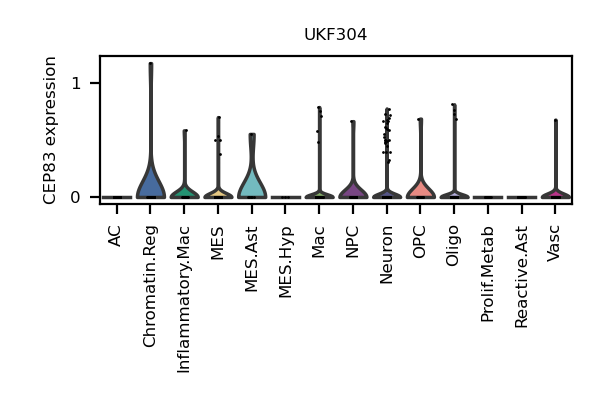 UKF304
CEP83 expression
1
0
AC
Chromatin.Reg
Inflammatory.Mac
MES
MES.Ast
MES.Hyp
Mac
NPC
Neuron
OPC
Oligo
Prolif.Metab
Reactive.Ast
Vasc